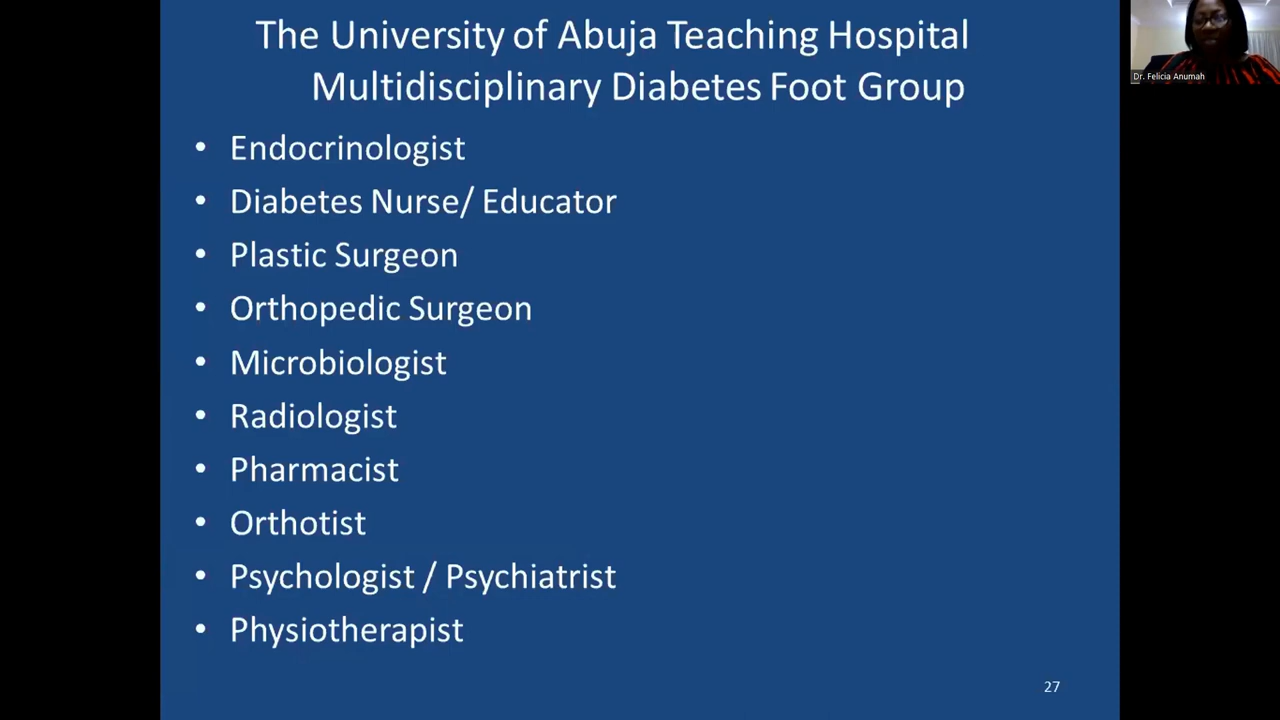 The University of Abuja Teaching Hospital
Multidisciplinary Diabetes Foot Group
• Endocrinologist
• Diabetes Nurse/ Educator
• Plastic Surgeon
• Orthopedic Surgeon
• Microbiologist
• Radiologist
• Pharmacist
• Orthotist
• Psychologist / Psychiatrist
• Physiotherapist
27
Dr. Felicia Anumah